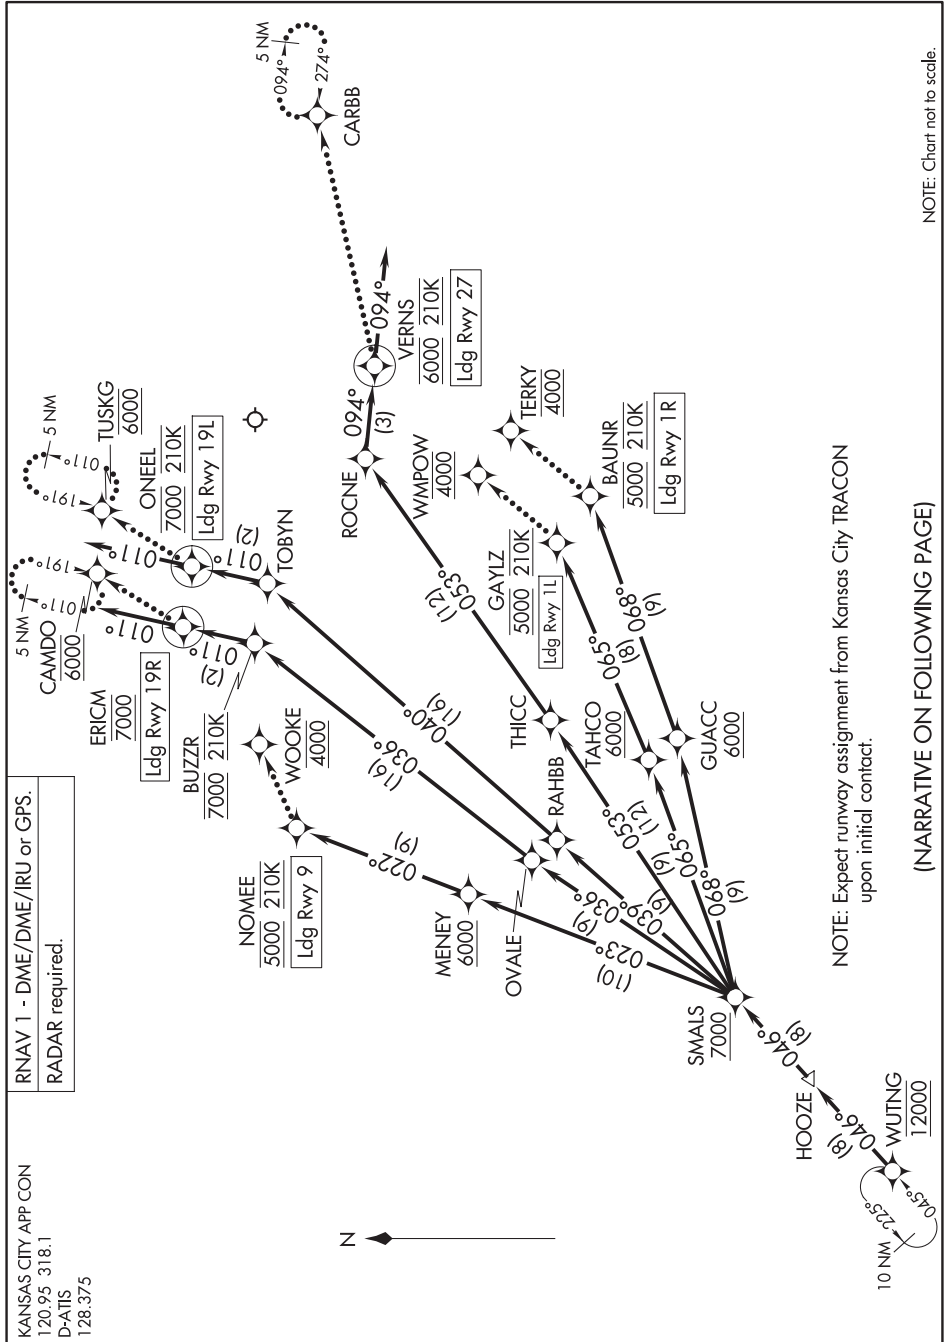 KANSAS CITY APP CON
120.95 318.1
D-ATIS
128.375
RNAV 1 - DME/DME/IRU or GPS.
RADAR required.
5 NM
011°
191°
CAMDO
6000
5 NM
011°
191°
TUSKG
6000
011°
011°
ERICM
7000
Ldg Rwy 19R
ONEEL
7000 210K
Ldg Rwy 19L
011°
(2)
011°
(2)
BUZZR
7000 210K
TOBYN
5 NM
094°
274°
CARBB
WOOKE
4000
NOMEE
5000 210K
Ldg Rwy 9
022°
(9)
036°
(16)
040°
(16)
ROCNE
094°
(3)
094°
VERNS
6000 210K
Ldg Rwy 27
MENEY
6000
OVALE
RAHBB
THICC
053°
(12)
WMPOW
4000
TERKY
4000
GAYLZ
5000 210K
Ldg Rwy 1L
BAUNR
5000 210K
Ldg Rwy 1R
TAHCO
6000
065°
(8)
GUACC
6000
068°
(9)
023°
(10)
036°
(9)
039°
(9)
053°
(12)
065°
(9)
068°
(9)
SMALS
7000
046°
(8)
HOOZE
046°
(8)
WUTNG
12000
225°
045°
10 NM
N
NOTE: Expect runway assignment from Kansas City TRACON
upon initial contact.
(NARRATIVE ON FOLLOWING PAGE)
NOTE: Chart not to scale.